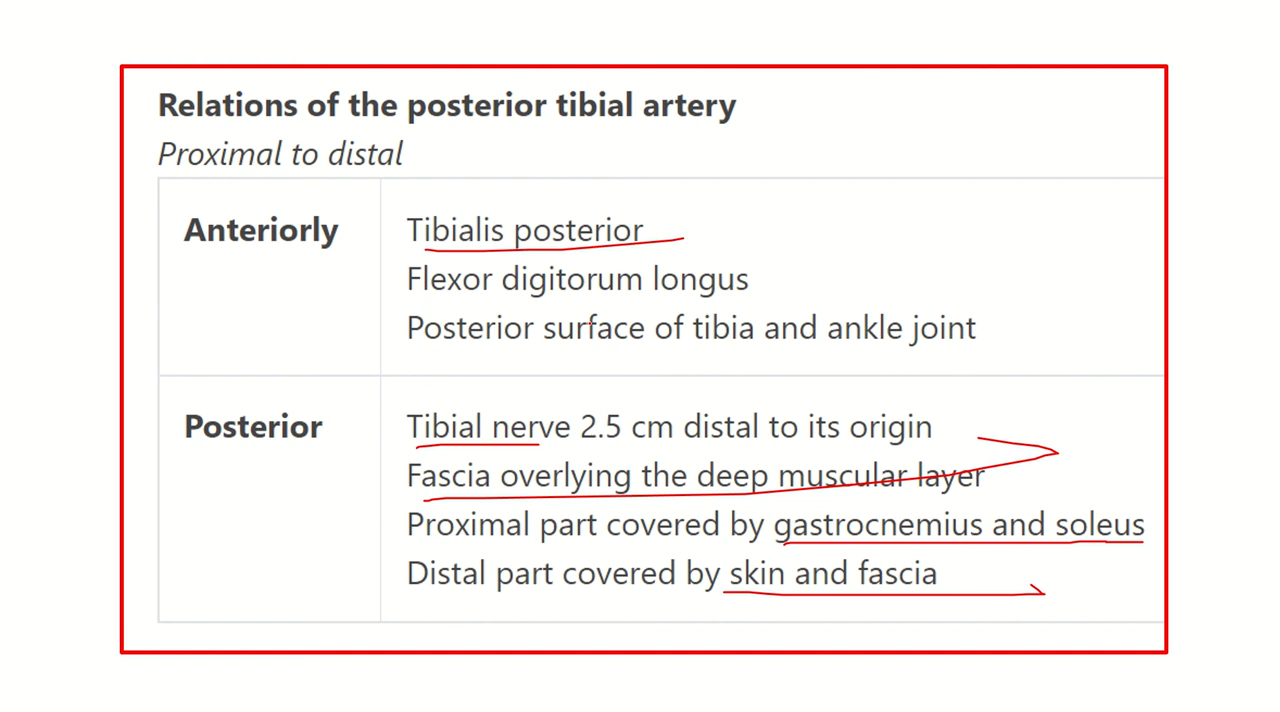 Relations of the posterior tibial artery
Proximal to distal
Anteriorly
Tibialis posterior
Flexor digitorum longus
Posterior surface of tibia and ankle joint
Posterior
Tibial nerve 2.5 cm distal to its origin
Fascia overlying the deep muscular layer
Proximal part covered by gastrocnemius and soleus
Distal part covered by skin and fascia